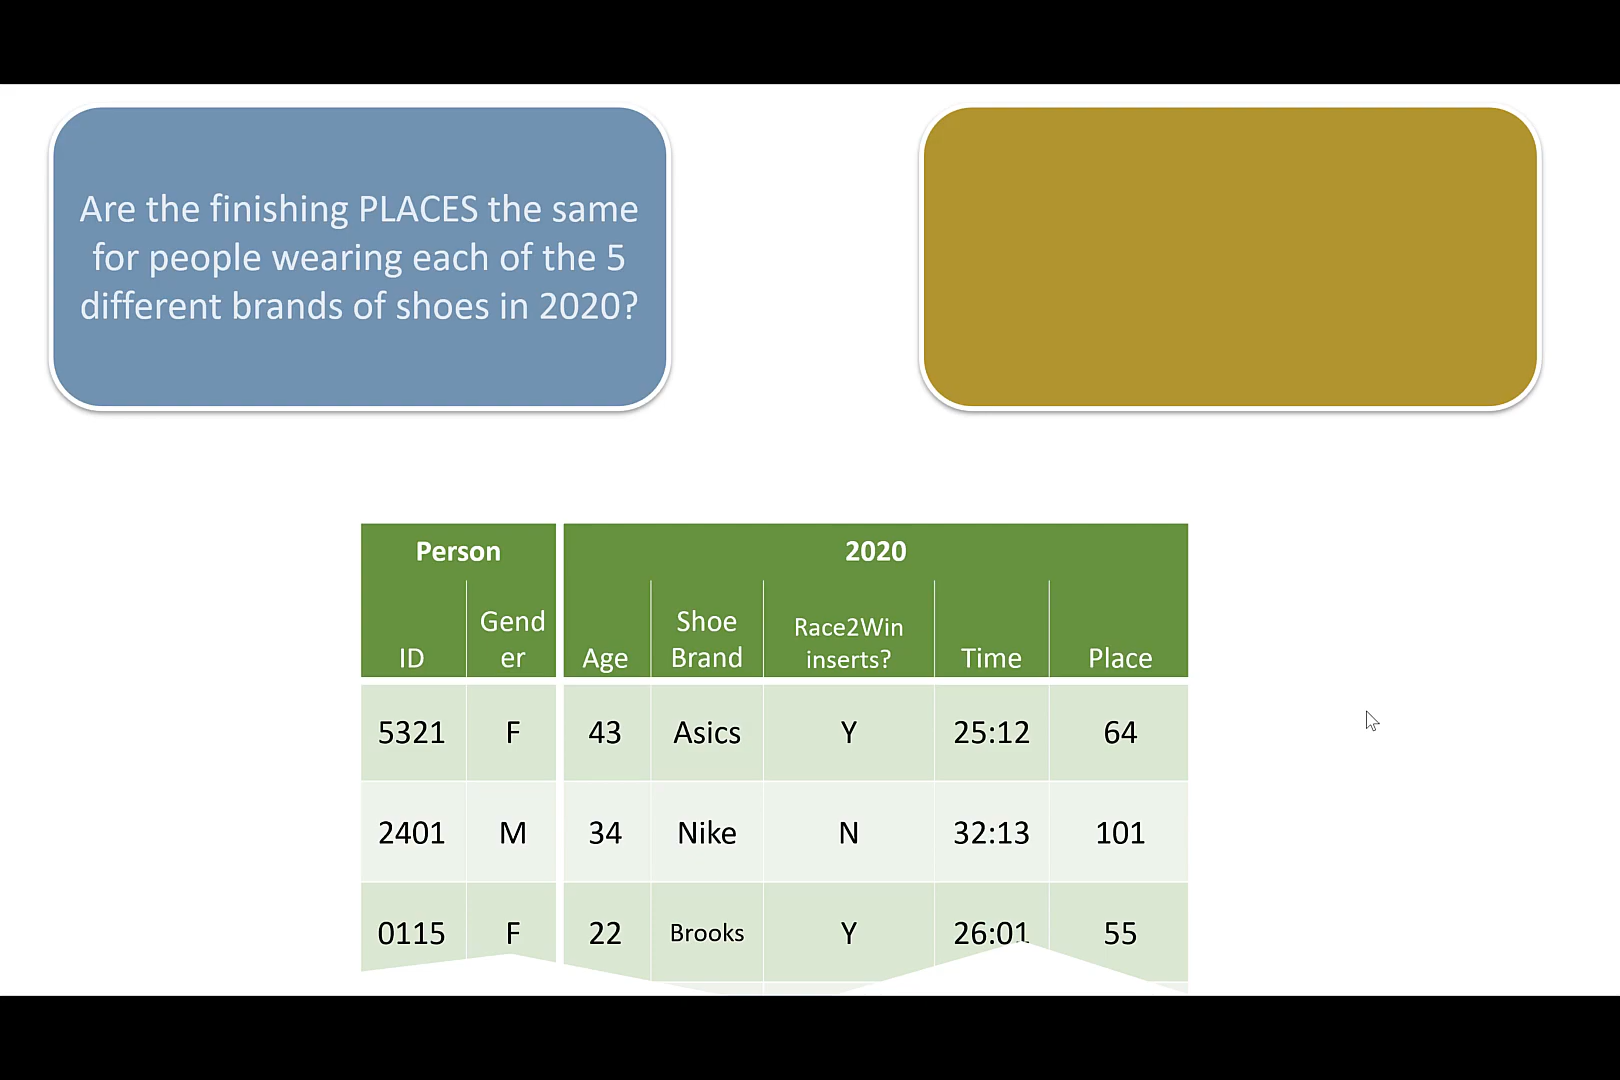 Are the finishing PLACES the same
for people wearing each of the 5
different brands of shoes in 2020?
Person 2020
ID Gend
er Age Shoe
Brand Race2Win
inserts? Time Place
5321 F 43 Asics Y 25:12 64
2401 M 34 Nike N 32:13 101
0115 F 22 Brooks Y 26:01 55